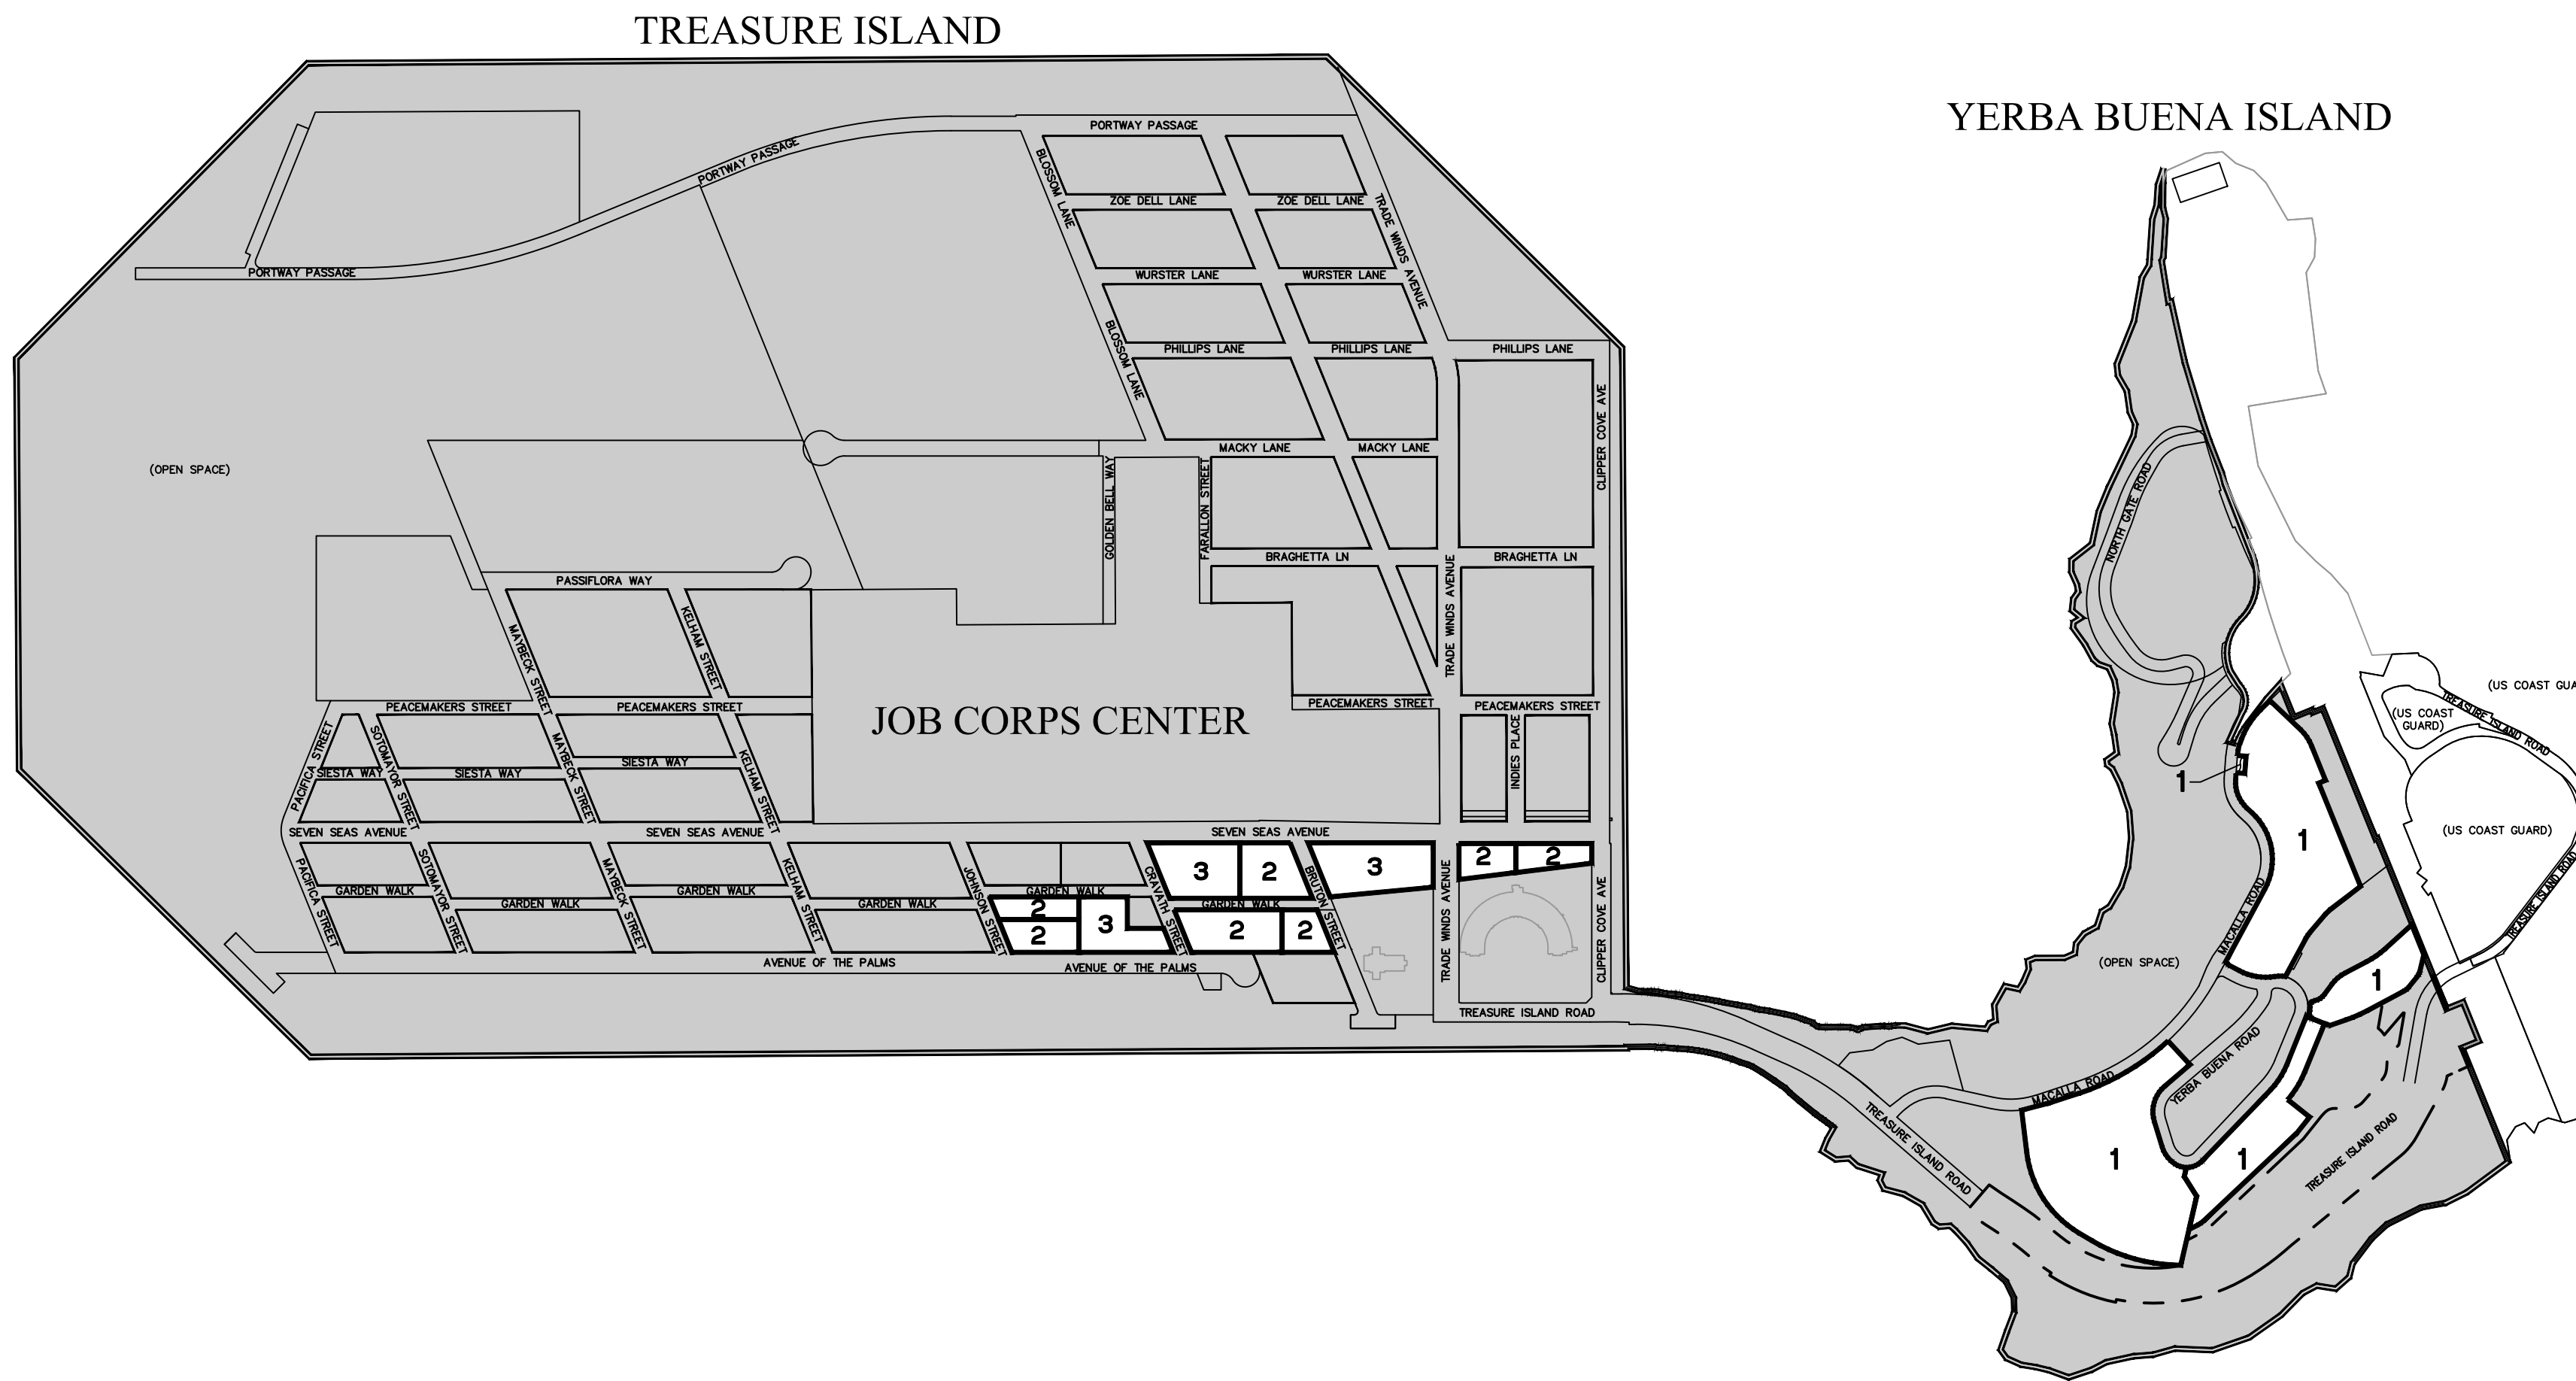 TREASURE ISLAND
YERBA BUENA ISLAND
PORTWAY PASSAGE
PORTWAY PASSAGE
PORTWAY PASSAGE
BLOSSOM LANE
ZOE DELL LANE
ZOE DELL LANE
TRADE WINDS AVENUE
WURSTER LANE
WURSTER LANE
BLOSSOM LANE
PHILLIPS LANE
PHILLIPS LANE
PHILLIPS LANE
CLIPPER COVE AVE
MACKY LANE
MACKY LANE
(OPEN SPACE)
GOLDEN BELL WAY
FARALLON STREET
NORTH GATE ROAD
BRAGHETTA LN
BRAGHETTA LN
TRADE WINDS AVENUE
PASSIFLORA WAY
MAYBECK STREET
KELHAM STREET
JOB CORPS CENTER
PEACEMAKERS STREET
PEACEMAKERS STREET
PEACEMAKERS STREET
PEACEMAKERS STREET
(US COAST GUA
(US COAST
GUARD)
TREASURE ISLAND ROAD
PACIFICA STREET
SOTOMAYOR STREET
MAYBECK STREET
KELHAM STREET
INDIES PLACE
SIESTA WAY
SIESTA WAY
SIESTA WAY
1
1
(US COAST GUARD)
SEVEN SEAS AVENUE
SEVEN SEAS AVENUE
SEVEN SEAS AVENUE
3
2
3
2
2
PACIFICA STREET
SOTOMAYOR STREET
MAYBECK STREET
KELHAM STREET
JOHNSON STREET
CRAVATH STREET
BRUTON STREET
TRADE WINDS AVENUE
CLIPPER COVE AVE
MACALLA ROAD
TREASURE ISLAND ROAD
GARDEN WALK
GARDEN WALK
GARDEN WALK
GARDEN WALK
GARDEN WALK
GARDEN WALK
2
2
3
2
2
AVENUE OF THE PALMS
AVENUE OF THE PALMS
(OPEN SPACE)
1
TREASURE ISLAND ROAD
YERBA BUENA ROAD
MACALLA ROAD
TREASURE ISLAND ROAD
TREASURE ISLAND ROAD
1
1